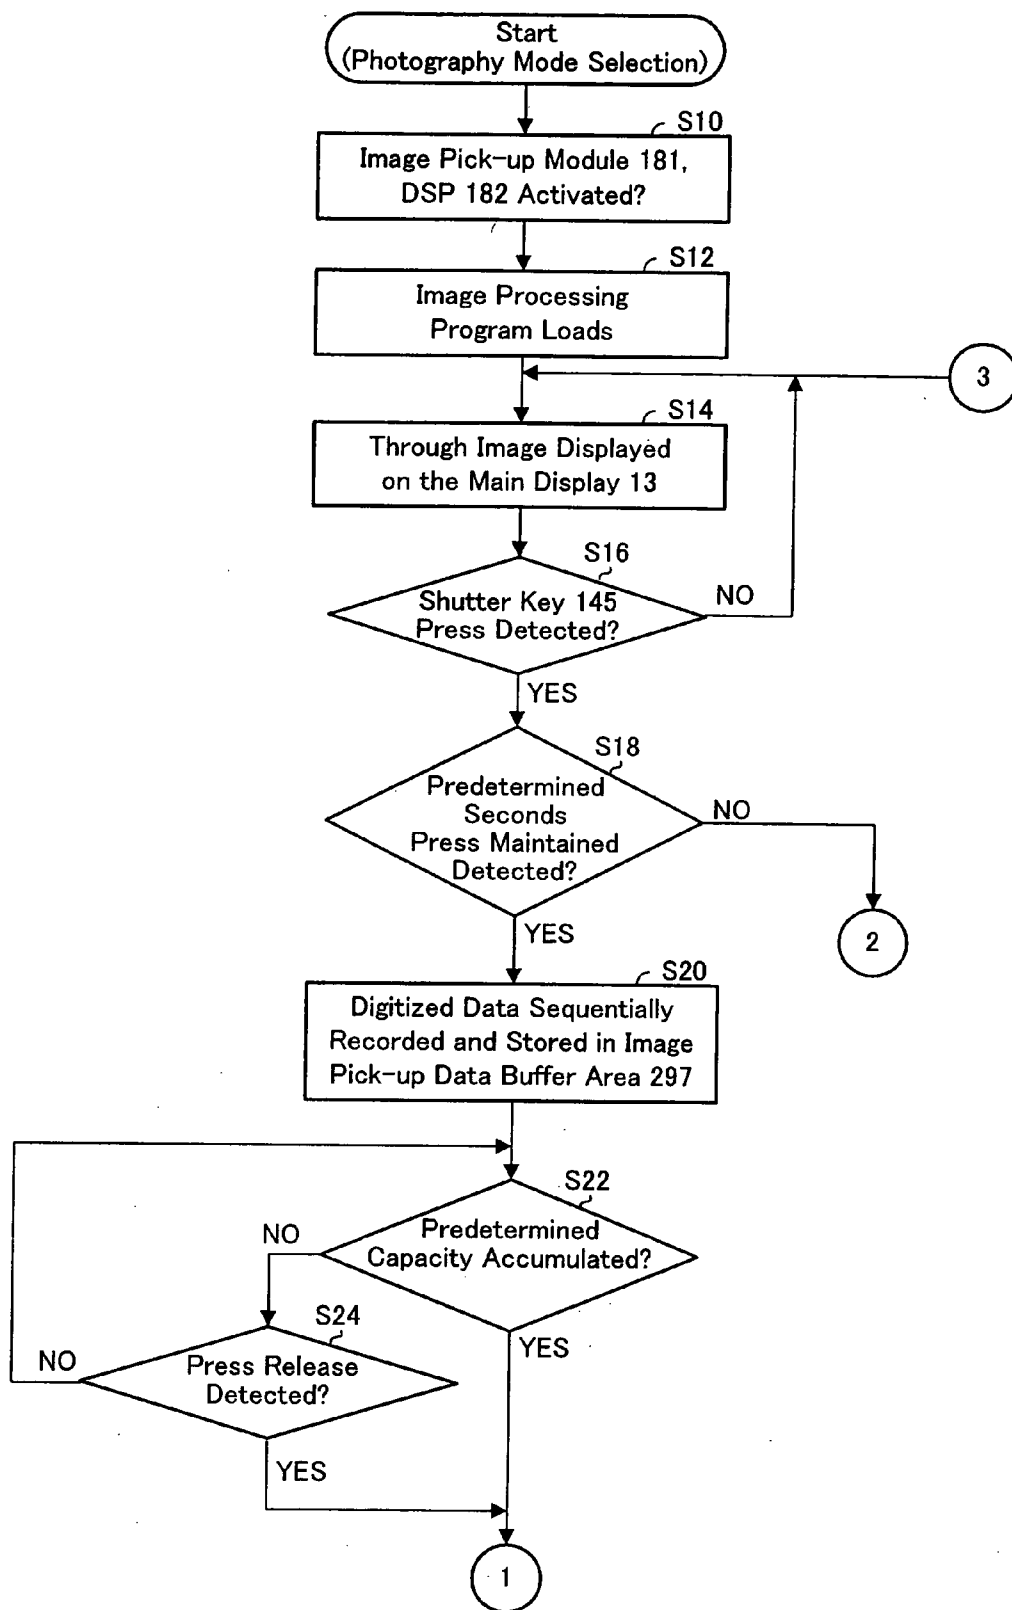 Start
(Photography Mode Selection)
S10
Image Pick-up Module 181,
DSP 182 Activated?
S12
Image Processing
Program Loads
3
S14
Through Image Displayed
on the Main Display 13
S16
Shutter Key 145
Press Detected?
NO
YES
S18
Predetermined
Seconds
Press Maintained
Detected?
NO
2
YES
S20
Digitized Data Sequentially
Recorded and Stored in Image
Pick-up Data Buffer Area 297
S22
Predetermined
Capacity Accumulated?
NO
YES
S24
Press Release
Detected?
NO
YES
1